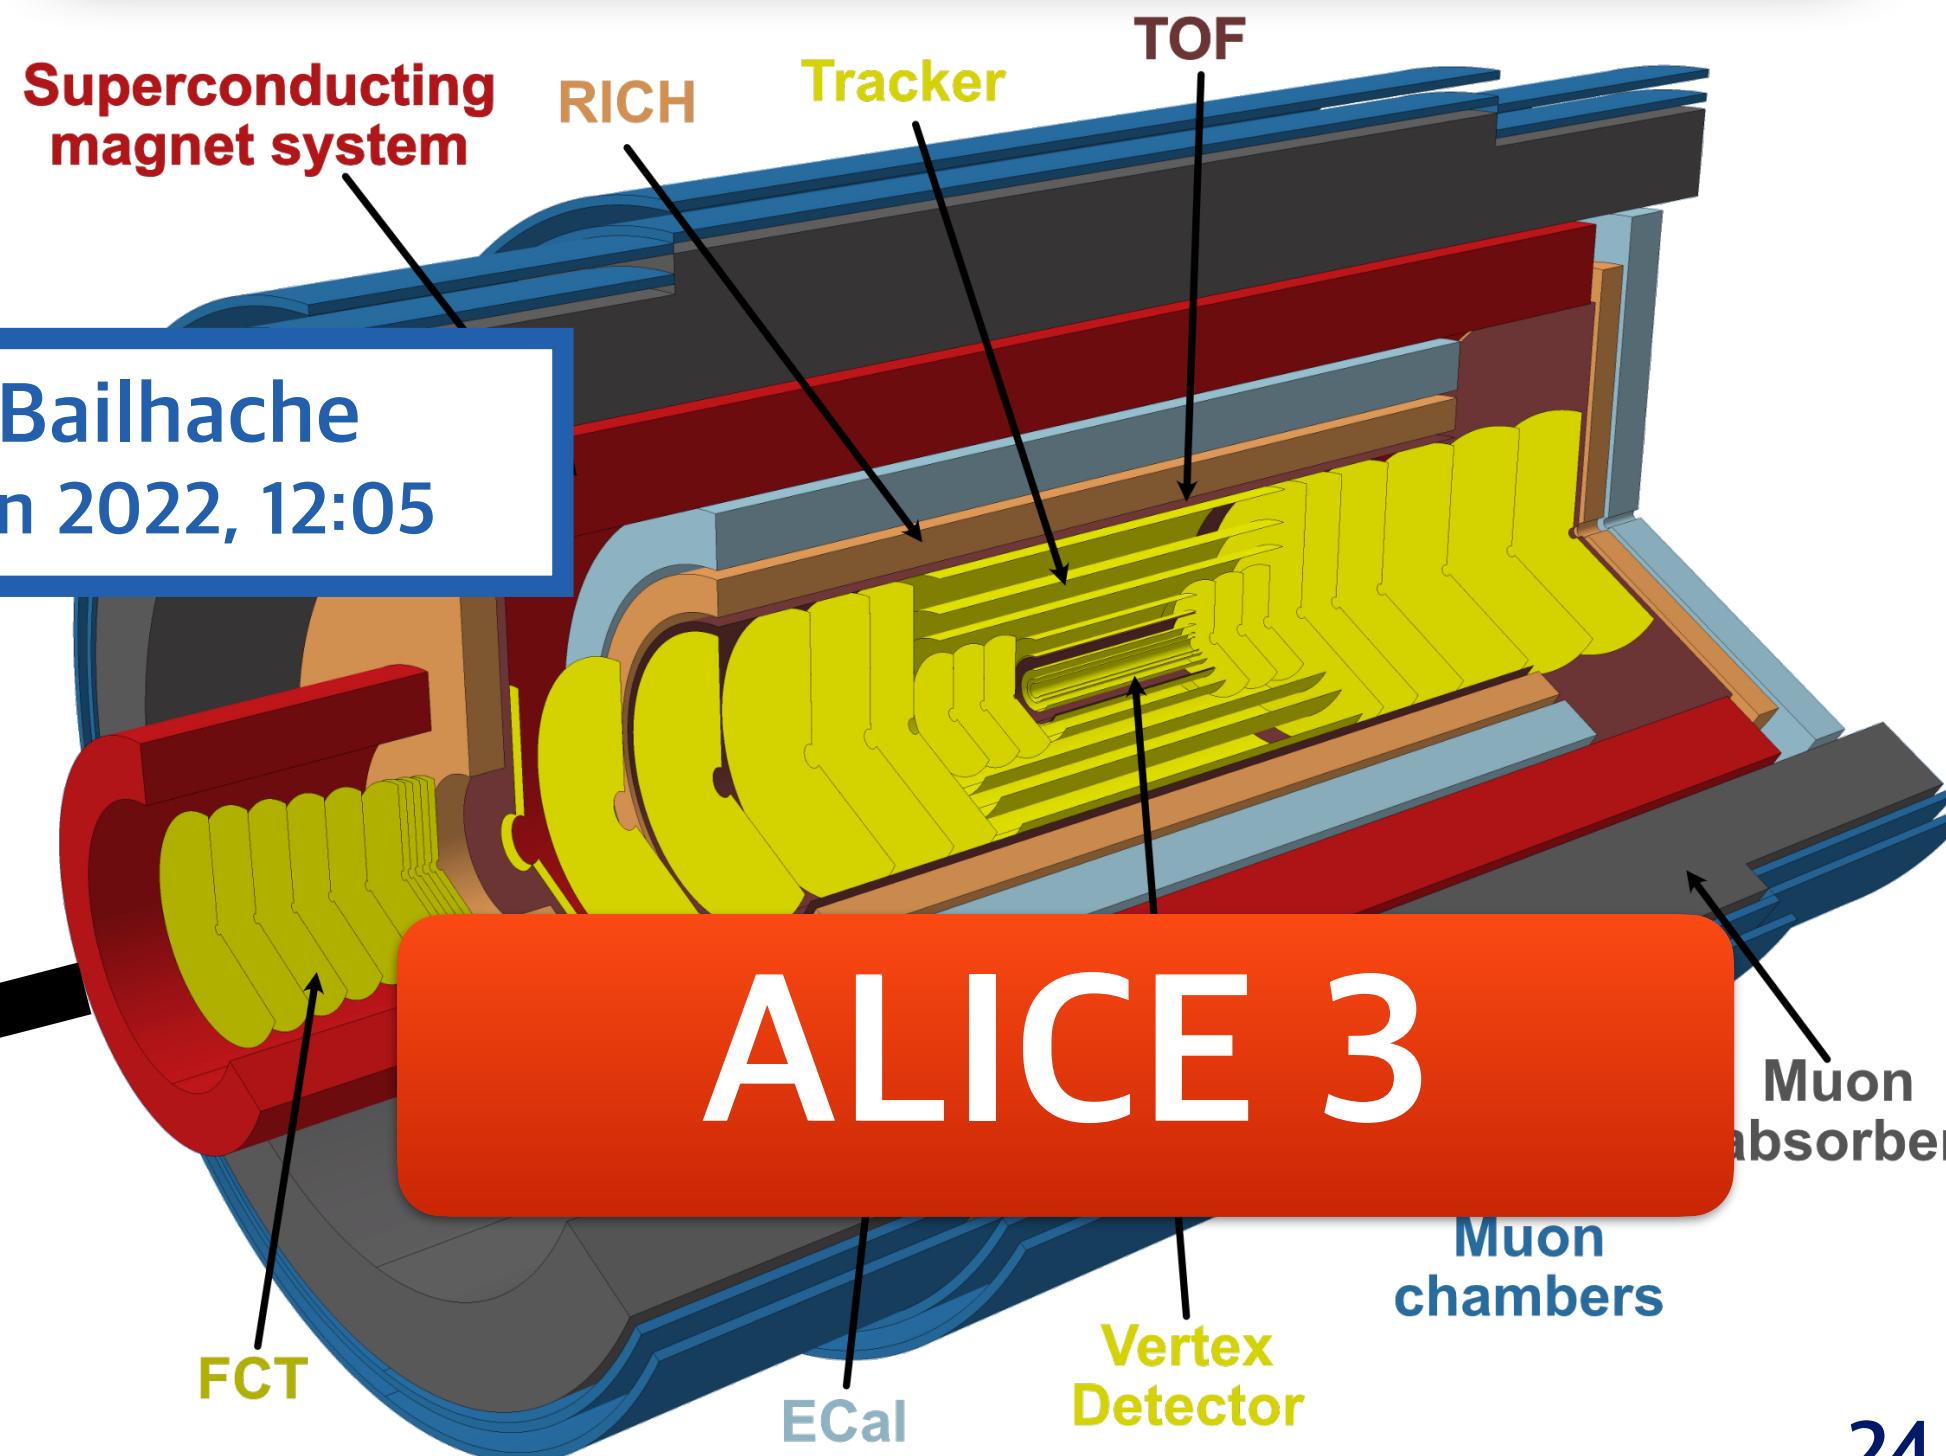 TOF
Superconducting
magnet system
RICH
Tracker
Bailhache
n 2022, 12:05
ALICE 3
Muon
absorber
Muon
chambers
FCT
Vertex
Detector
ECal
24